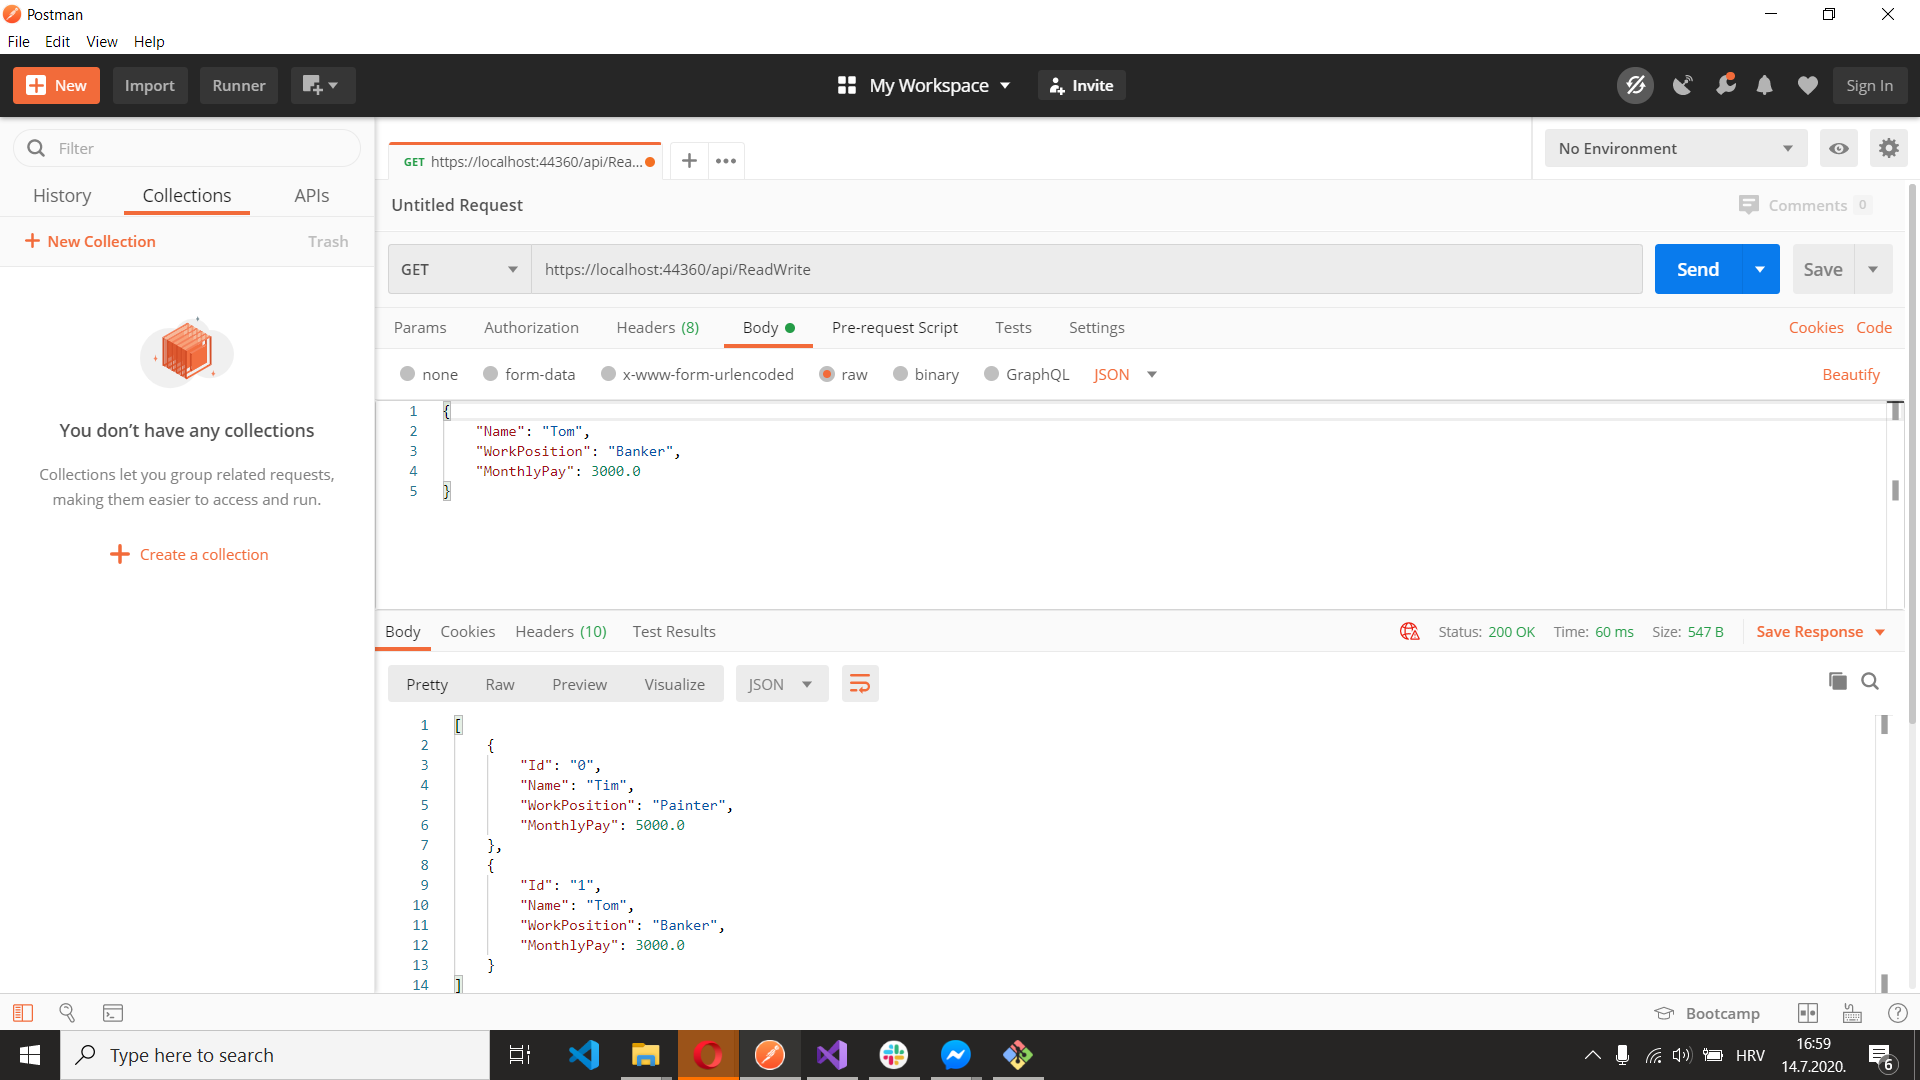 Postman
File Edit View Help
New Import Runner My Workspace Invite Sign In
Filter
History Collections APIs
New Collection Trash
You don’t have any collections
Collections let you group related requests,
making them easier to access and run.
Create a collection
GET https://localhost:44360/api/Rea... No Environment
Untitled Request Comments 0
GET https://localhost:44360/api/ReadWrite Send Save
Params Authorization Headers (8) Body Pre-request Script Tests Settings Cookies Code
none form-data x-www-form-urlencoded raw binary GraphQL JSON Beautify
1 {
2 "Name": "Tom",
3 "WorkPosition": "Banker",
4 "MonthlyPay": 3000.0
5 }
Body Cookies Headers (10) Test Results Status: 200 OK Time: 60 ms Size: 547 B Save Response
Pretty Raw Preview Visualize JSON
1 [
2 {
3 "Id": "0",
4 "Name": "Tim",
5 "WorkPosition": "Painter",
6 "MonthlyPay": 5000.0
7 },
8 {
9 "Id": "1",
10 "Name": "Tom",
11 "WorkPosition": "Banker",
12 "MonthlyPay": 3000.0
13 }
14 ]
Bootcamp
Type here to search HRV 16:59
14.7.2020. 6